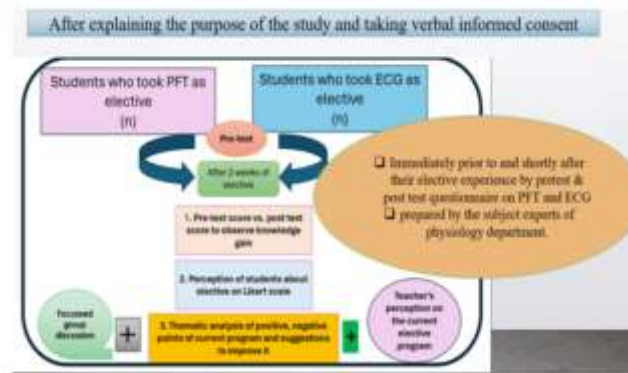 After explaining the purpose of the study and taking verbal informed consent
Students who took PFT as
elective
(n)
Students who took ECG as
elective
(n)
Pre-test
After 2 weeks of
elective
❑ Immediately prior to and shortly after
their elective experience by pretest &
post test questionnaire on PFT and ECG
❑ prepared by the subject experts of
physiology department.
1. Pre-test score vs. post test
score to observe knowledge
gain
2. Perception of students about
elective on Likert scale
Focussed
group
discussion
+
3. Thematic analysis of positive, negative
points of current program and suggestions
to improve it
+
Teacher's
perception on
the current
elective
program